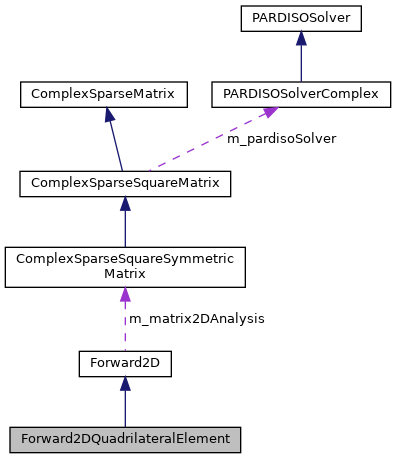 PARDISOSolver
ComplexSparseMatrix
PARDISOSolverComplex
m_pardisoSolver
ComplexSparseSquareMatrix
ComplexSparseSquareSymmetric
Matrix
m_matrix2DAnalysis
Forward2D
Forward2DQuadrilateralElement